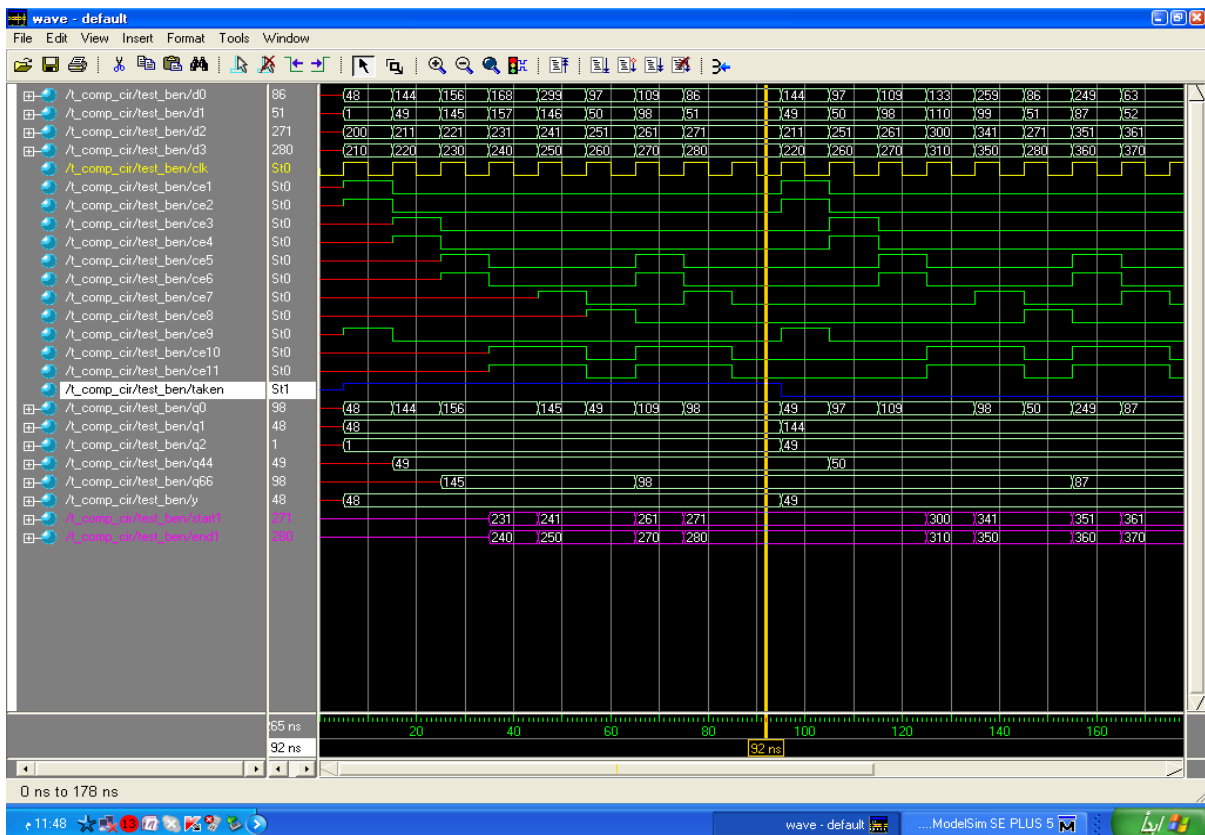 wave - default
File Edit View Insert Format Tools Window
/t_comp_cir/test_ben/d0 86 48 144 156 168 299 97 109 86 144 97 109 133 259 86 249 63
/t_comp_cir/test_ben/d1 51 1 49 145 157 146 50 98 51 49 50 98 110 99 51 87 52
/t_comp_cir/test_ben/d2 271 200 211 221 231 241 251 261 271 211 251 261 300 341 271 351 361
/t_comp_cir/test_ben/d3 280 210 220 230 240 250 260 270 280 220 260 270 310 350 280 360 370
/t_comp_cir/test_ben/clk St0
/t_comp_cir/test_ben/ce1 St0
/t_comp_cir/test_ben/ce2 St0
/t_comp_cir/test_ben/ce3 St0
/t_comp_cir/test_ben/ce4 St0
/t_comp_cir/test_ben/ce5 St0
/t_comp_cir/test_ben/ce6 St0
/t_comp_cir/test_ben/ce7 St0
/t_comp_cir/test_ben/ce8 St0
/t_comp_cir/test_ben/ce9 St0
/t_comp_cir/test_ben/ce10 St0
/t_comp_cir/test_ben/ce11 St0
/t_comp_cir/test_ben/taken St1
/t_comp_cir/test_ben/q0 98 48 144 156 145 49 109 98 49 97 109 98 50 249 87
/t_comp_cir/test_ben/q1 48 48 144
/t_comp_cir/test_ben/q2 1 1 49
/t_comp_cir/test_ben/q44 49 49 50
/t_comp_cir/test_ben/q66 98 145 98 87
/t_comp_cir/test_ben/y 48 48 49
/t_comp_cir/test_ben/start1 271 231 241 261 271 300 341 351 361
/t_comp_cir/test_ben/end1 280 240 250 270 280 310 350 360 370
65 ns 20 40 60 80 100 120 140 160
92 ns 92 ns
0 ns to 178 ns
11:48 م 13 wave - default ....ModelSim SE PLUS 5 ابدأ